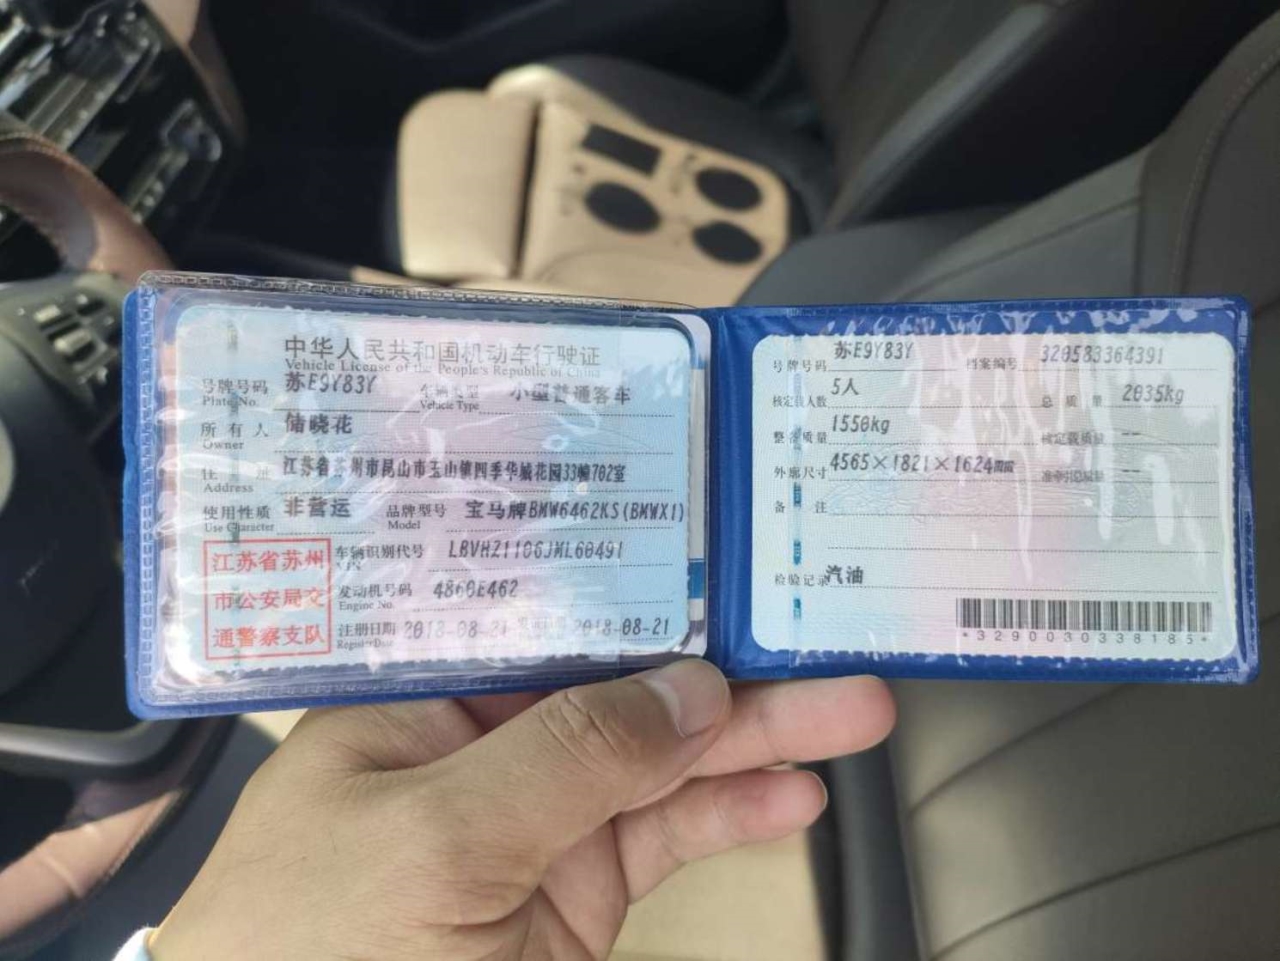 中华人民共和国机动车行驶证
Vehicle License of the People's Republic of China
号牌号码 苏E9Y83Y 车辆类型 小型普通客车
Plate No. Vehicle Type
所有人 储晓花
Owner
住 址 江苏省苏州市昆山市玉山镇四季华城花园33幢702室
Address
使用性质 非营运 品牌型号 宝马牌BMW6462KS(BMWX1)
Use Character Model
江苏省苏州
市公安局交
通警察支队
车辆识别代号 LBVHZ1106JML60491
VIN
发动机号码 4860E462
Engine No.
注册日期 2018-08-21 发证日期 2018-08-21
Register Date
号牌号码 苏E9Y83Y 档案编号 320583364391
核定载人数 5人 总质量 2035kg
整备质量 1550kg 核定载质量 --
外廓尺寸 4565×1821×1624mm 准牵引总质量 --
备 注
检验记录 汽油
*3290030338185*